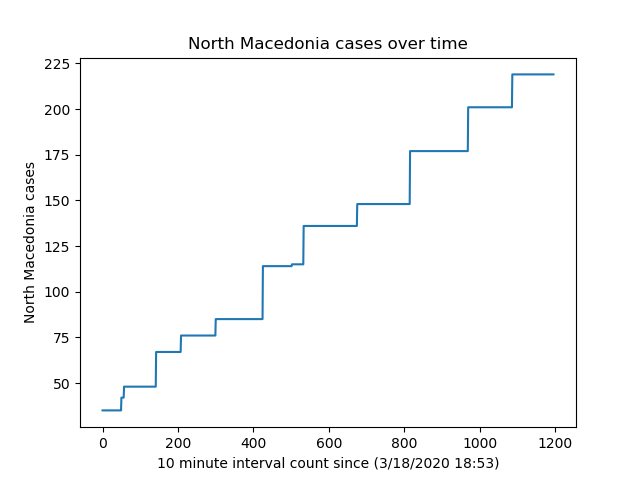 North Macedonia cases over time
North Macedonia cases
225
200
175
150
125
100
75
50
0 200 400 600 800 1000 1200
10 minute interval count since (3/18/2020 18:53)